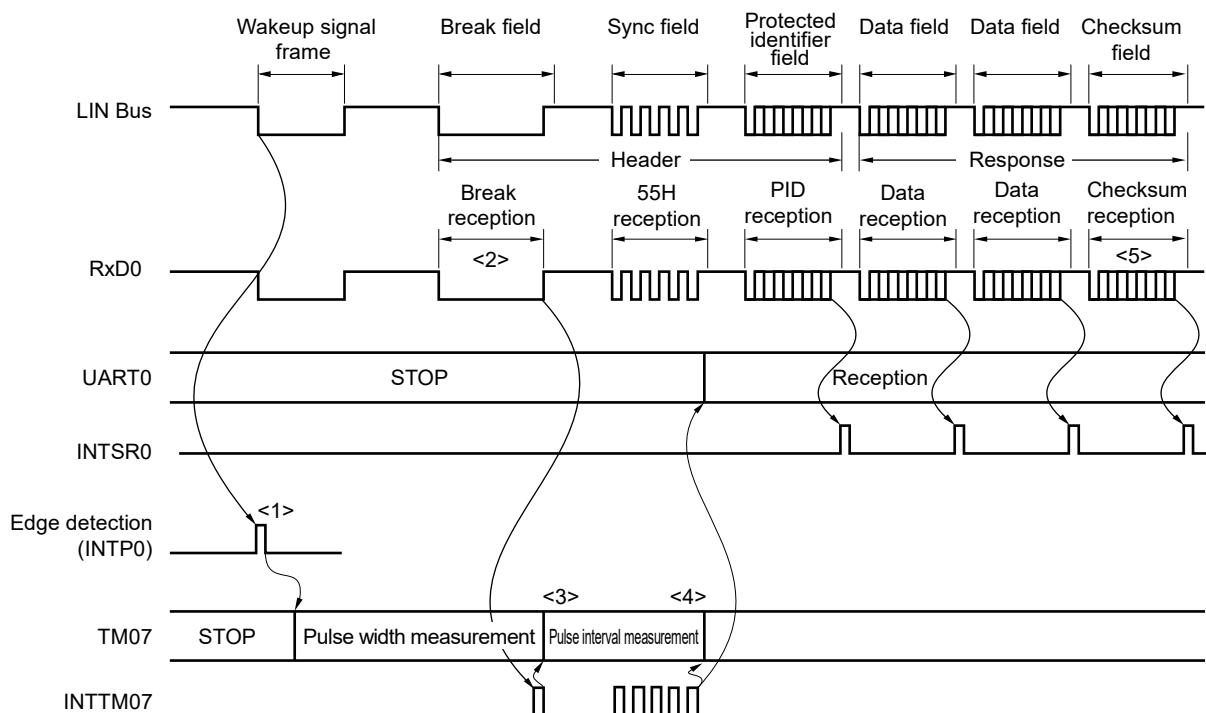 Wakeup signal
frame
Break field
Sync field
Protected
identifier
field
Data field
Data field
Checksum
field
LIN Bus
Header
Response
Break
reception
55H
reception
PID
reception
Data
reception
Data
reception
Checksum
reception
RxD0
<2>
<5>
UART0
STOP
Reception
INTSR0
Edge detection
(INTP0)
<1>
<3>
<4>
TM07
STOP
Pulse width measurement
Pulse interval measurement
INTTM07